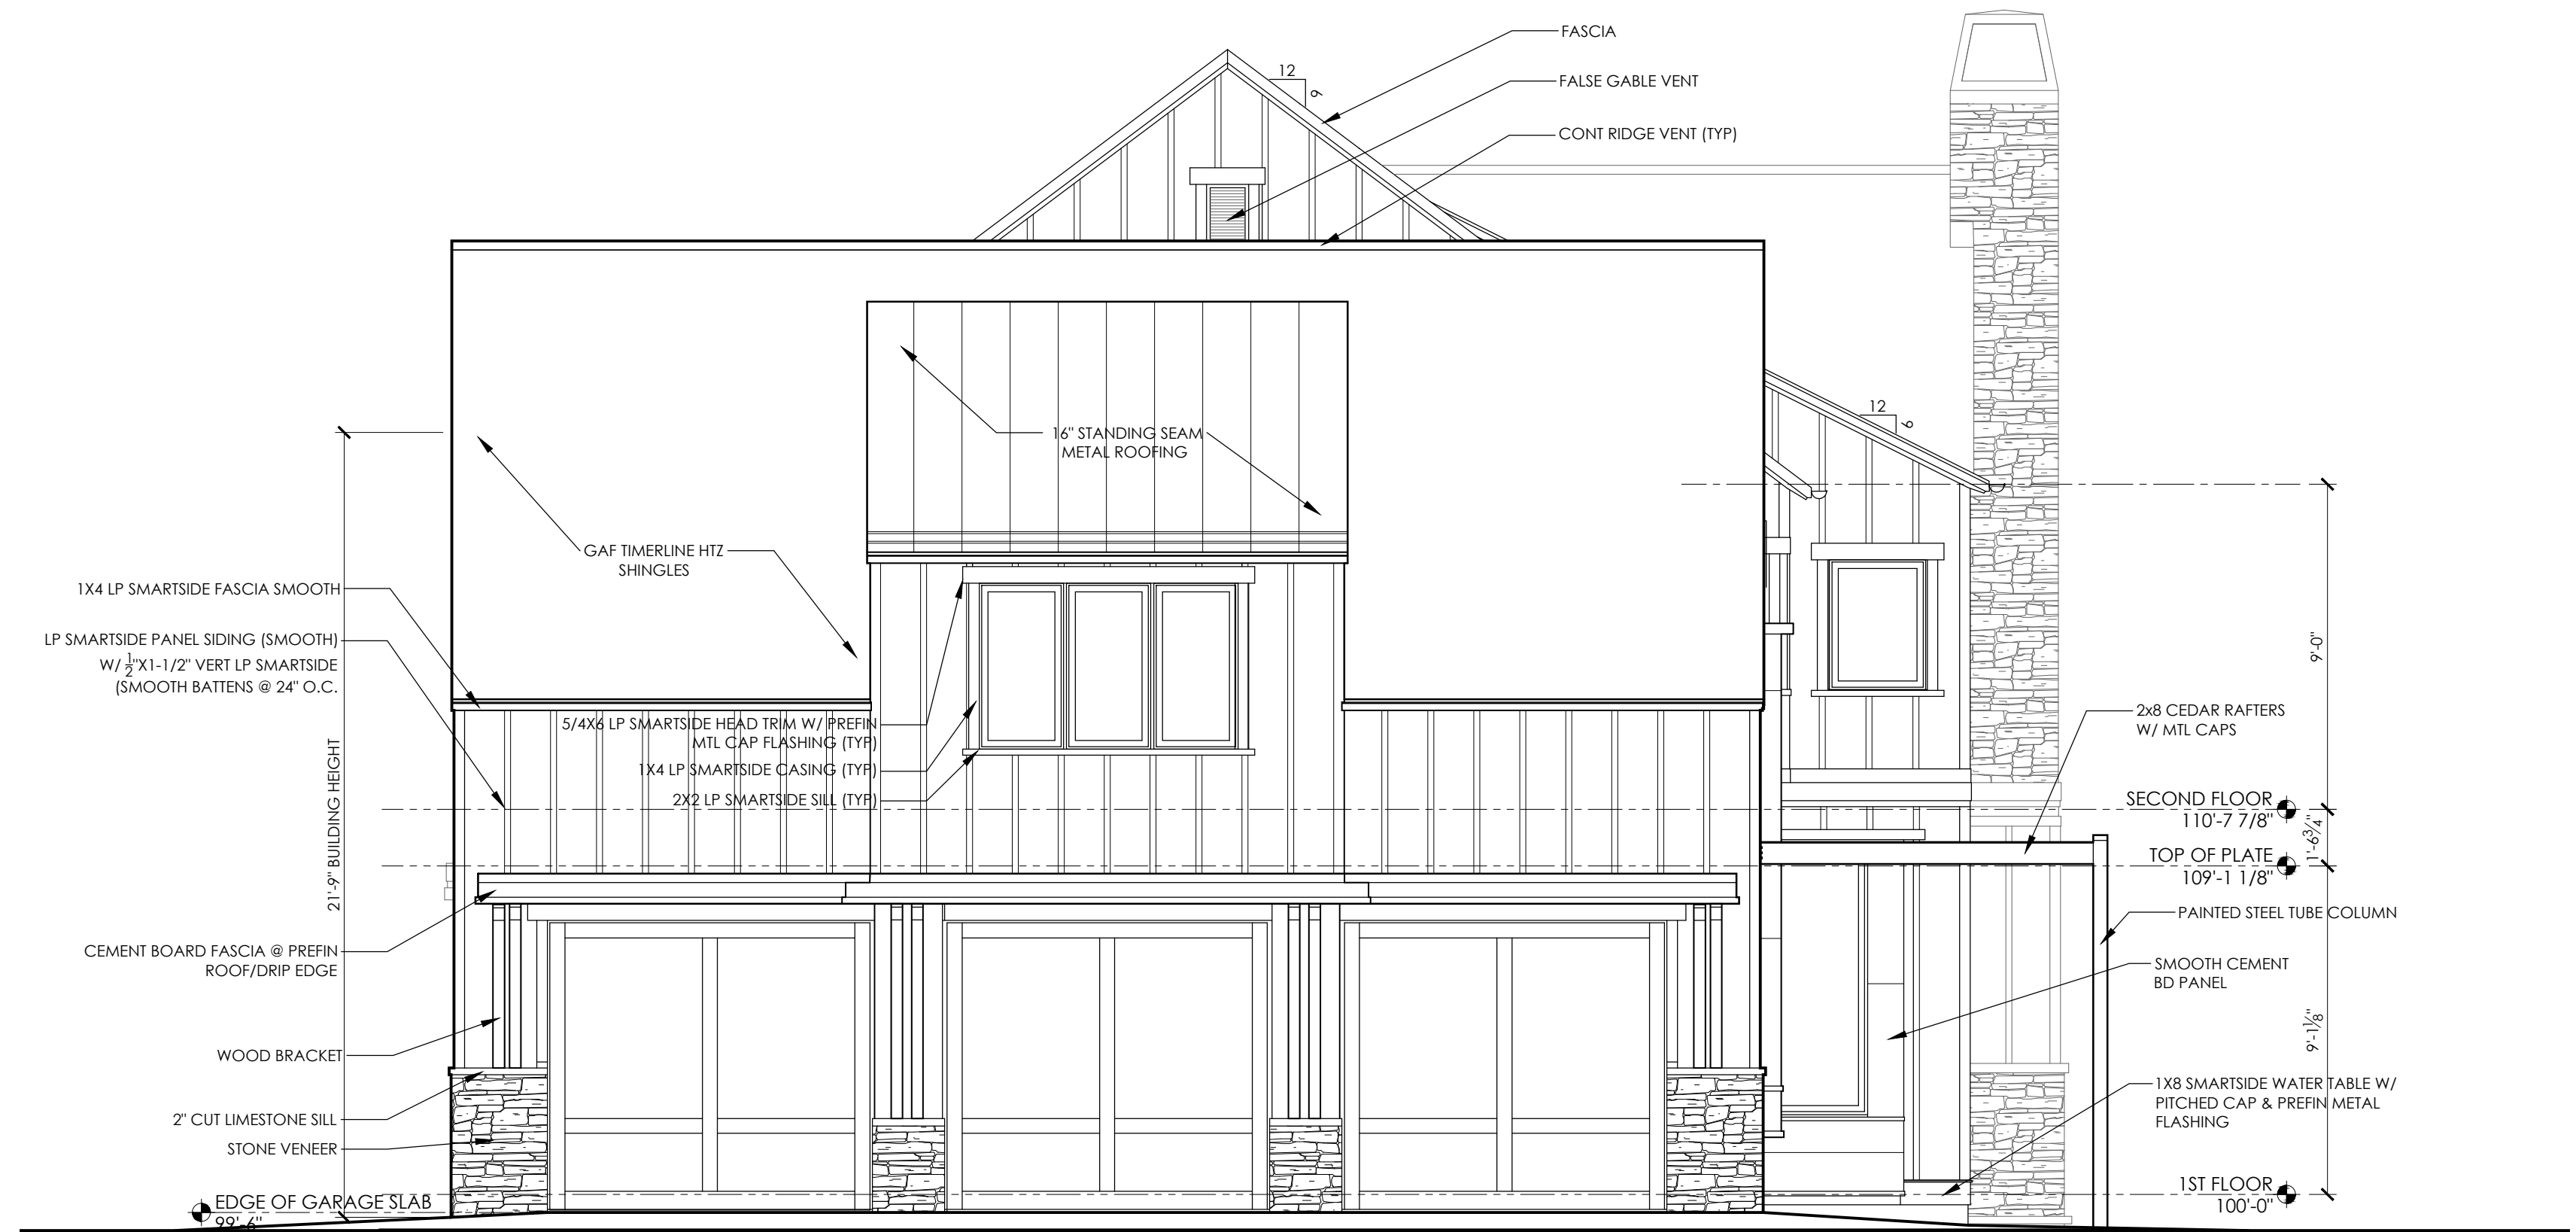 FASCIA
12
9
FALSE GABLE VENT
CONT RIDGE VENT (TYP)
12
9
16" STANDING SEAM
METAL ROOFING
GAF TIMERLINE HTZ
SHINGLES
1X4 LP SMARTSIDE FASCIA SMOOTH
LP SMARTSIDE PANEL SIDING (SMOOTH)
W/ 1/2"X1-1/2" VERT LP SMARTSIDE
(SMOOTH BATTENS @ 24" O.C.
9'-0"
5/4X6 LP SMARTSIDE HEAD TRIM W/ PREFIN
MTL CAP FLASHING (TYP)
1X4 LP SMARTSIDE CASING (TYP)
2X2 LP SMARTSIDE SILL (TYP)
2x8 CEDAR RAFTERS
W/ MTL CAPS
21'-9" BUILDING HEIGHT
SECOND FLOOR
110'-7 7/8"
1'-6 3/4"
TOP OF PLATE
109'-1 1/8"
PAINTED STEEL TUBE COLUMN
CEMENT BOARD FASCIA @ PREFIN
ROOF/DRIP EDGE
SMOOTH CEMENT
BD PANEL
9'-1 1/8"
WOOD BRACKET
1X8 SMARTSIDE WATER TABLE W/
PITCHED CAP & PREFIN METAL
FLASHING
2" CUT LIMESTONE SILL
STONE VENEER
1ST FLOOR
100'-0"
EDGE OF GARAGE SLAB
99'-6"